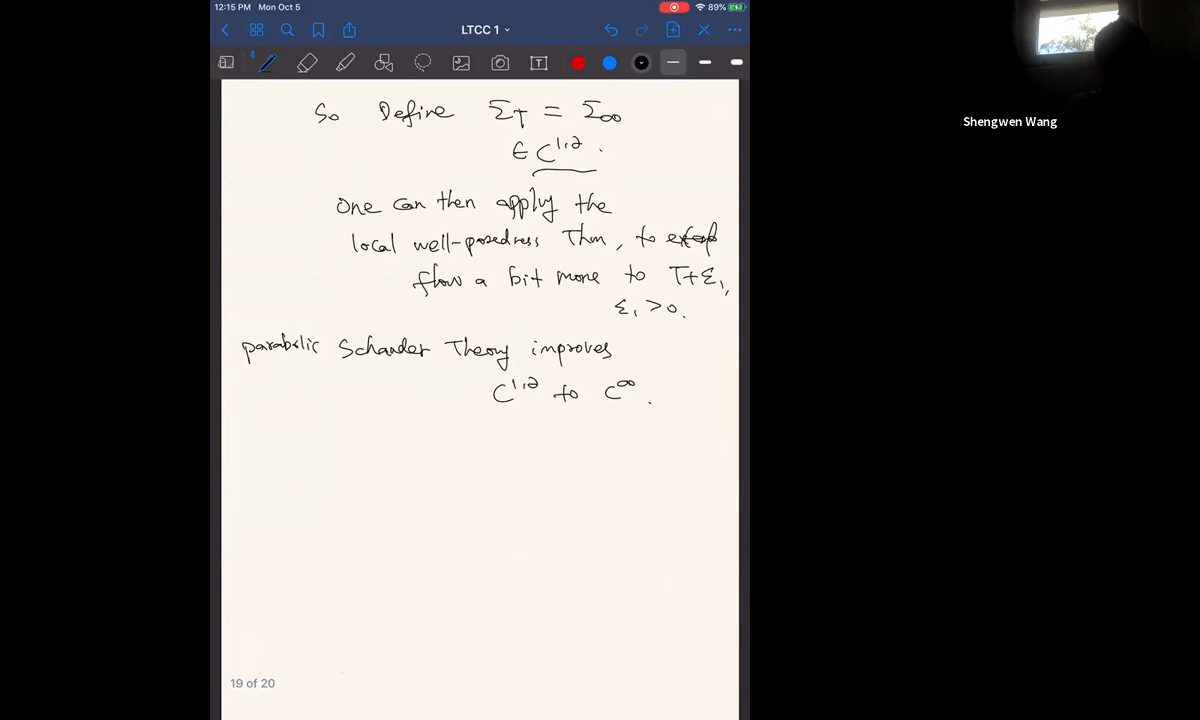 12:15 PM Mon Oct 5
89%
LTCC 1
T
So Define Σ_T = Σ_∞
∈ C^{1,α}.
One can then apply the
local well-posedness Thm, to extend
flow a bit more to T+ε₁,
ε₁ > 0.
parabolic Schauder Theory improves
C^{1,α} to C^∞.
19 of 20
Shengwen Wang